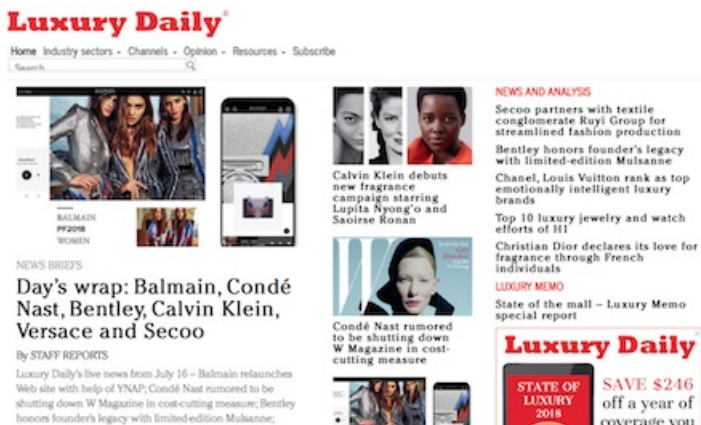 Luxury Daily®
Home Industry sectors Channels Opinion Resources Subscribe
Search
BALMAIN
PF2018
WOMEN
NEWS BRIEFS
Day's wrap: Balmain, Condé
Nast, Bentley, Calvin Klein,
Versace and Secoo
By STAFF REPORTS
Luxury Daily's live news from July 16 – Balmain relaunches
Web site with help of YNAP; Condé Nast rumored to be
shutting down W Magazine in cost-cutting measure; Bentley
honors founder's legacy with limited-edition Mulsanne;
Calvin Klein debuts
new fragrance
campaign starring
Lupita Nyong'o and
Saoirse Ronan
W
Condé Nast rumored
to be shutting down
W Magazine in cost-
cutting measure
NEWS AND ANALYSIS
Secoo partners with textile
conglomerate Ruyi Group for
streamlined fashion production
Bentley honors founder's legacy
with limited-edition Mulsanne
Chanel, Louis Vuitton rank as top
emotionally intelligent luxury
brands
Top 10 luxury jewelry and watch
efforts of H1
Christian Dior declares its love for
fragrance through French
individuals
LUXURY MEMO
State of the mall – Luxury Memo
special report
Luxury Daily
STATE OF
LUXURY
2018
SAVE $246
off a year of
coverage you